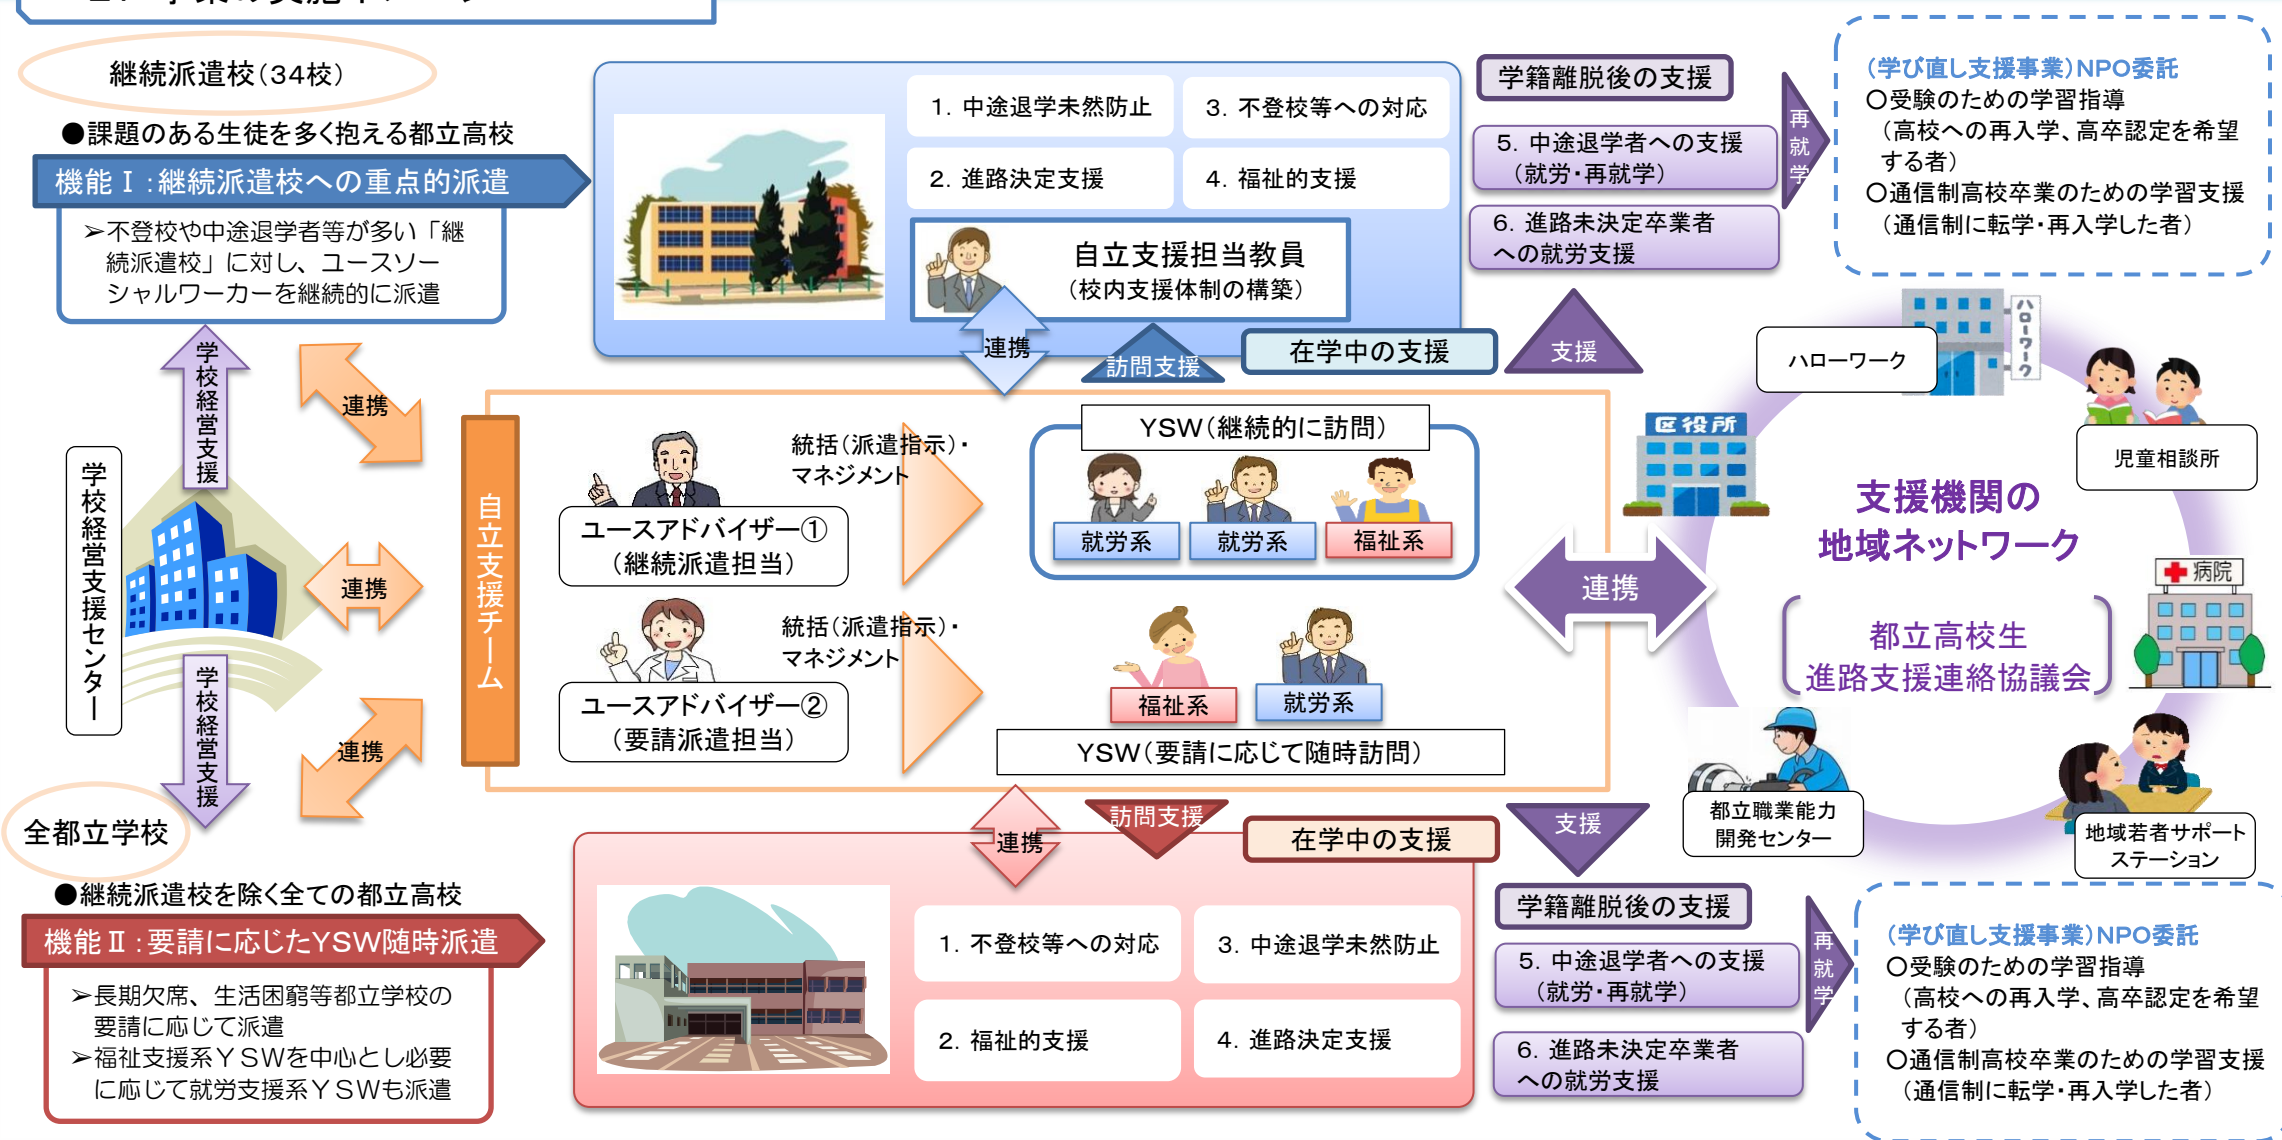 継続派遣校(34校)
●課題のある生徒を多く抱える都立高校
機能Ⅰ:継続派遣校への重点的派遣
➢不登校や中途退学者等が多い「継
続派遣校」に対し、ユースソー
シャルワーカーを継続的に派遣
1．中途退学未然防止
3．不登校等への対応
2．進路決定支援
4．福祉的支援
自立支援担当教員
(校内支援体制の構築)
連携
訪問支援
在学中の支援
学籍離脱後の支援
5．中途退学者への支援
(就労・再就学)
6．進路未決定卒業者
への就労支援
再就学
支援
(学び直し支援事業)NPO委託
○受験のための学習指導
(高校への再入学、高卒認定を希望
する者)
○通信制高校卒業のための学習支援
(通信制に転学・再入学した者)
学校経営支援
連携
学校経営支援センター
連携
学校経営支援
連携
自立支援チーム
ユースアドバイザー①
(継続派遣担当)
統括(派遣指示)・
マネジメント
YSW(継続的に訪問)
就労系
就労系
福祉系
ユースアドバイザー②
(要請派遣担当)
統括(派遣指示)・
マネジメント
福祉系
就労系
YSW(要請に応じて随時訪問)
連携
ハローワーク
ハローワーク
区役所
児童相談所
支援機関の
地域ネットワーク
病院
都立高校生
進路支援連絡協議会
都立職業能力
開発センター
地域若者サポート
ステーション
全都立学校
●継続派遣校を除く全ての都立高校
機能Ⅱ:要請に応じたYSW随時派遣
➢長期欠席、生活困窮等都立学校の
要請に応じて派遣
➢福祉支援系ＹＳＷを中心とし必要
に応じて就労支援系ＹＳＷも派遣
連携
訪問支援
在学中の支援
1．不登校等への対応
3．中途退学未然防止
2．福祉的支援
4．進路決定支援
支援
学籍離脱後の支援
5．中途退学者への支援
(就労・再就学)
6．進路未決定卒業者
への就労支援
再就学
(学び直し支援事業)NPO委託
○受験のための学習指導
(高校への再入学、高卒認定を希望
する者)
○通信制高校卒業のための学習支援
(通信制に転学・再入学した者)